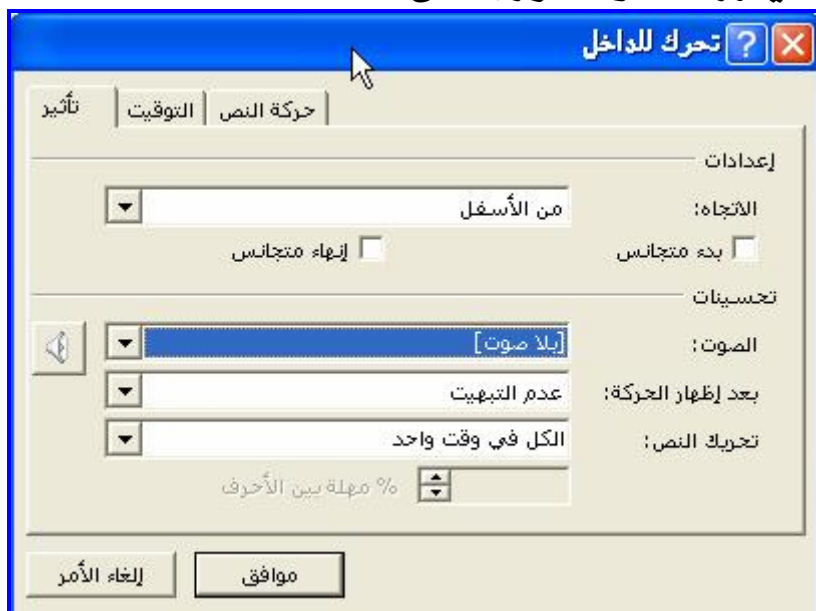 تحرك للداخل
تأثير التوقيت حركة النص
إعدادات
الاتجاه: من الأسفل
بدء متجانس إنهاء متجانس
تحسينات
الصوت: [بلا صوت]
بعد إظهار الحركة: عدم التبهيت
تحريك النص: الكل في وقت واحد
% مهلة بين الأحرف
موافق إلغاء الأمر